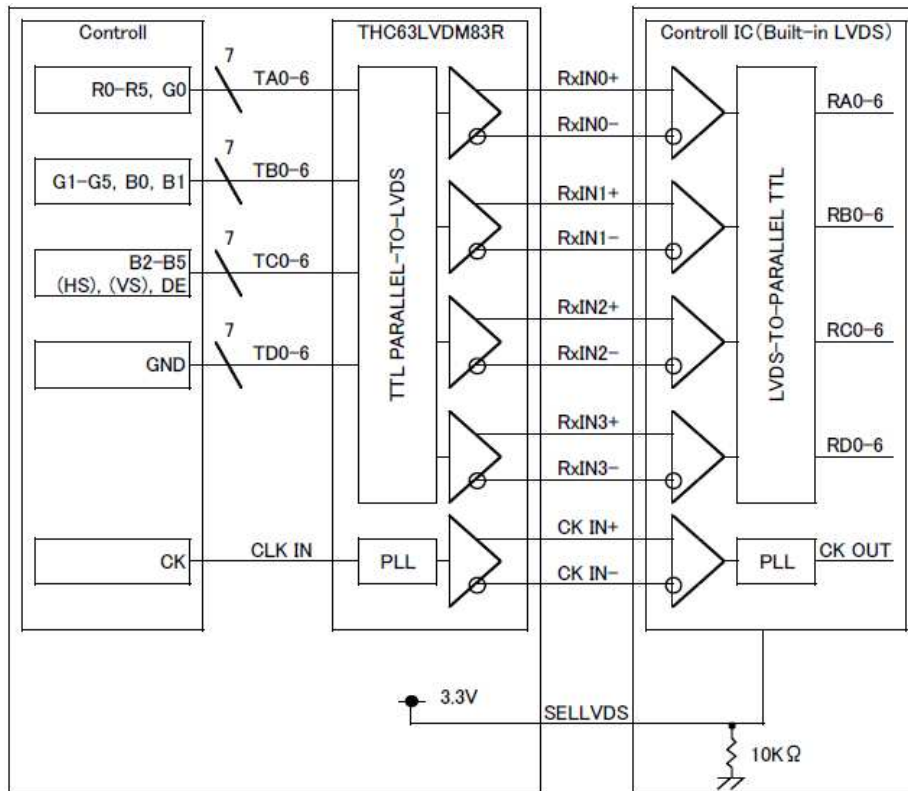 Controll
THC63LVDM83R
Controll IC(Built-in LVDS)
R0-R5, G0
7
TA0-6
RxIN0+
RxIN0-
RA0-6
G1-G5, B0, B1
7
TB0-6
RxIN1+
RxIN1-
RB0-6
B2-B5
(HS), (VS), DE
7
TC0-6
RxIN2+
RxIN2-
RC0-6
GND
7
TD0-6
RxIN3+
RxIN3-
RD0-6
TTL PARALLEL-TO-LVDS
LVDS-TO-PARALLEL TTL
CK
CLK IN
PLL
CK IN+
CK IN-
PLL
CK OUT
3.3V
SELLVDS
10KΩ